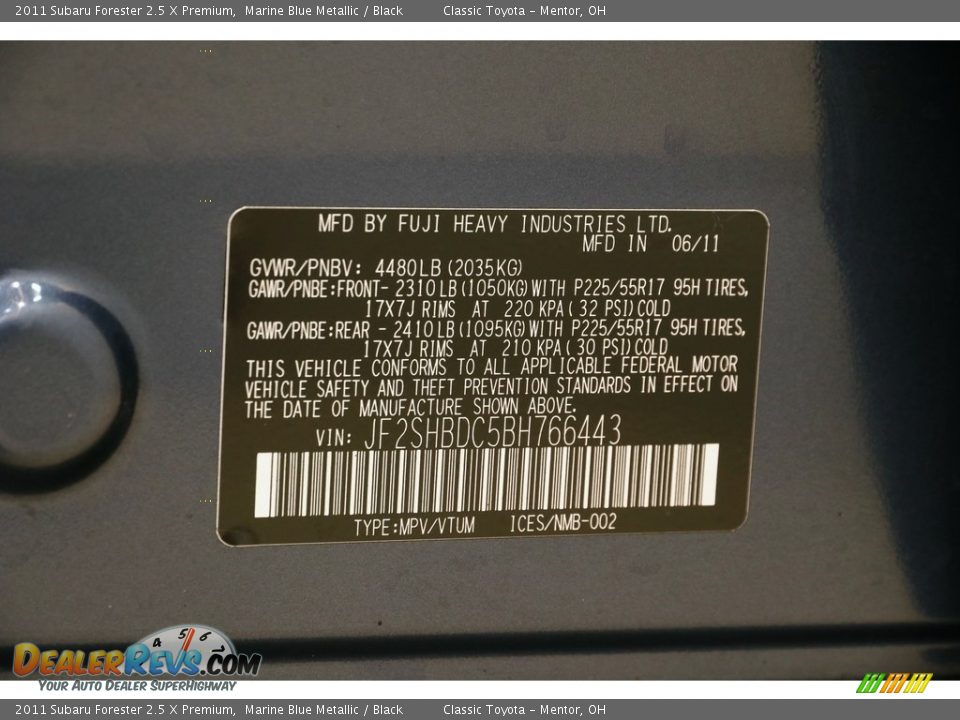 2011 Subaru Forester 2.5 X Premium, Marine Blue Metallic / Black Classic Toyota – Mentor, OH
MFD BY FUJI HEAVY INDUSTRIES LTD.
MFD IN 06/11
GVWR/PNBV: 4480LB (2035KG)
GAWR/PNBE:FRONT- 2310LB(1050KG)WITH P225/55R17 95H TIRES,
17X7J RIMS AT 220 KPA ( 32 PSI) COLD
GAWR/PNBE:REAR - 2410LB(1095KG)WITH P225/55R17 95H TIRES,
17X7J RIMS AT 210 KPA ( 30 PSI) COLD
THIS VEHICLE CONFORMS TO ALL APPLICABLE FEDERAL MOTOR
VEHICLE SAFETY AND THEFT PREVENTION STANDARDS IN EFFECT ON
THE DATE OF MANUFACTURE SHOWN ABOVE.
VIN: JF2SHBDC5BH766443
TYPE:MPV/VTUM ICES/NMB-002
4 5 6 7
DEALERREVS.COM
YOUR AUTO DEALER SUPERHIGHWAY
2011 Subaru Forester 2.5 X Premium, Marine Blue Metallic / Black Classic Toyota – Mentor, OH